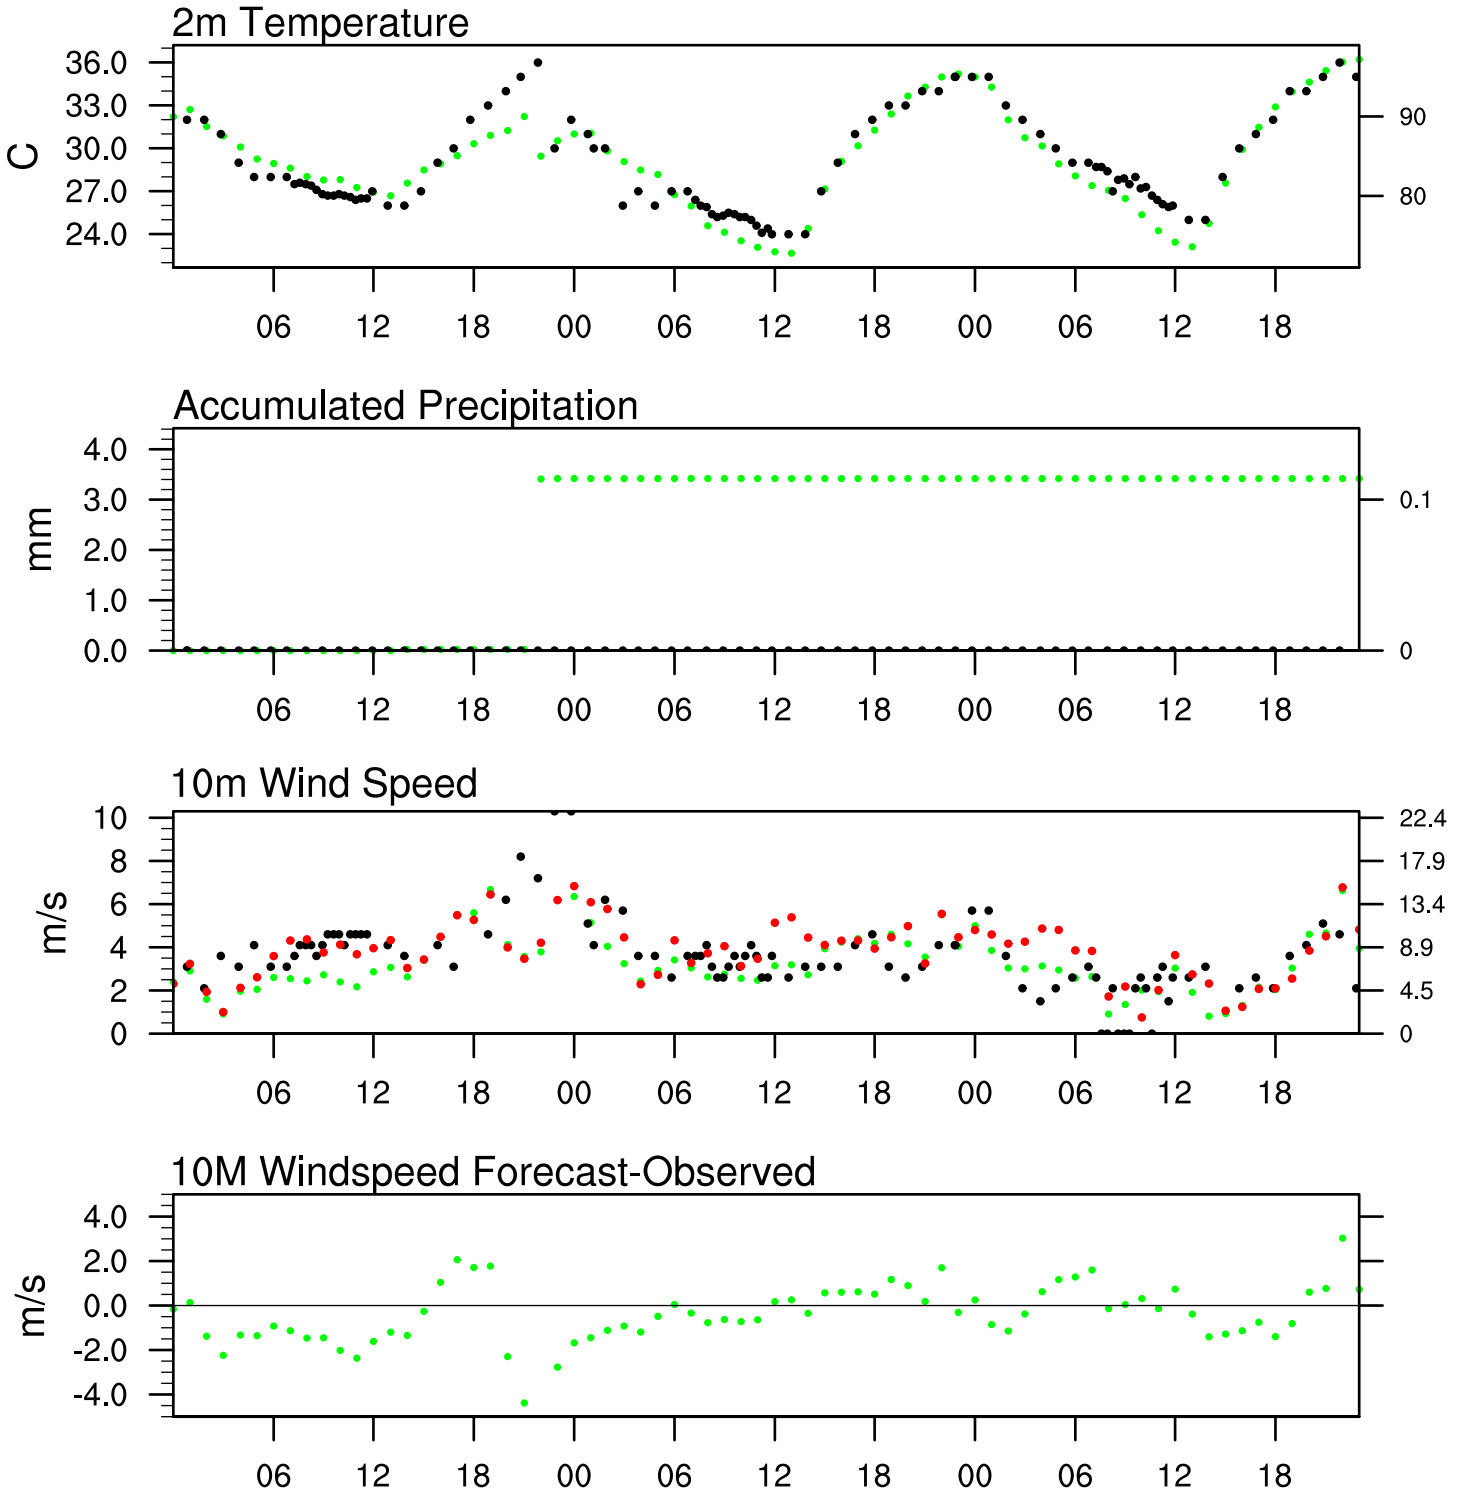 2m Temperature
36.0
33.0
30.0
27.0
24.0
C
90
80
06 12 18 00 06 12 18 00 06 12 18
Accumulated Precipitation
4.0
3.0
2.0
1.0
0.0
mm
0.1
0
06 12 18 00 06 12 18 00 06 12 18
10m Wind Speed
10
8
6
4
2
0
m/s
22.4
17.9
13.4
8.9
4.5
0
06 12 18 00 06 12 18 00 06 12 18
10M Windspeed Forecast-Observed
4.0
2.0
0.0
-2.0
-4.0
m/s
06 12 18 00 06 12 18 00 06 12 18